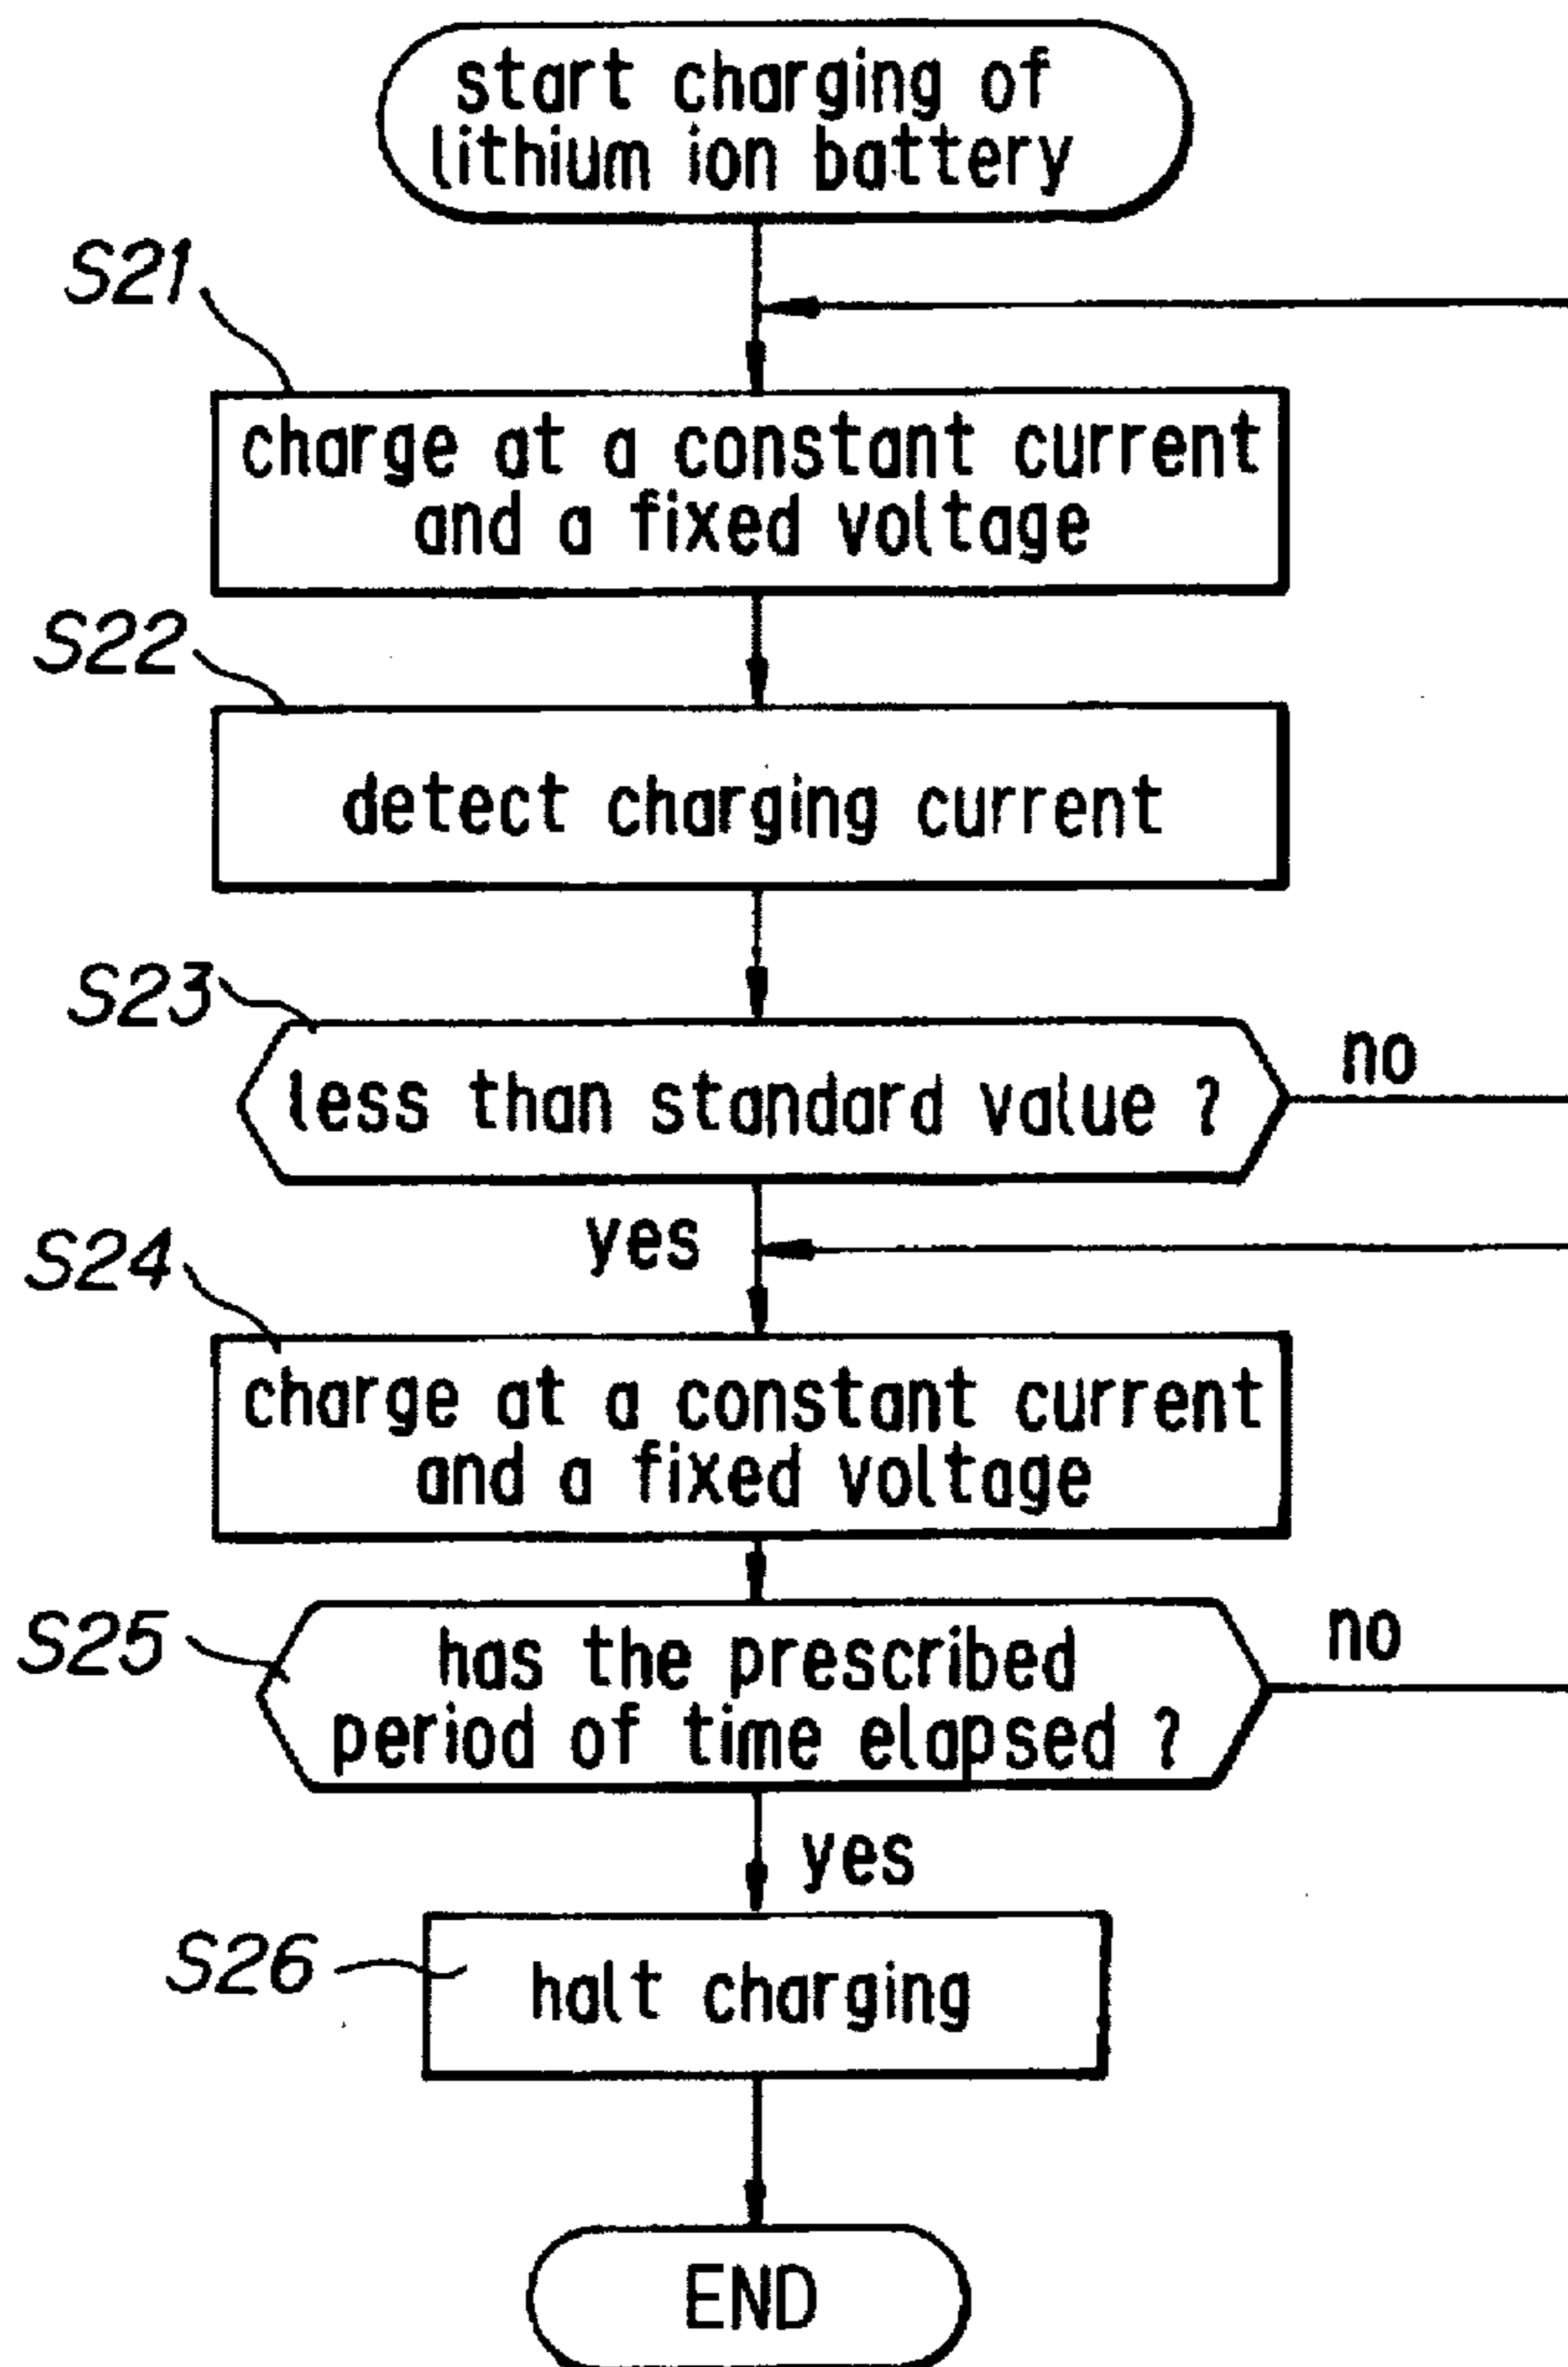 start charging of
lithium ion battery
S21
charge at a constant current
and a fixed voltage
S22
detect charging current
S23
less than standard value ?
no
yes
S24
charge at a constant current
and a fixed voltage
S25
has the prescribed
period of time elapsed ?
no
yes
S26
halt charging
END